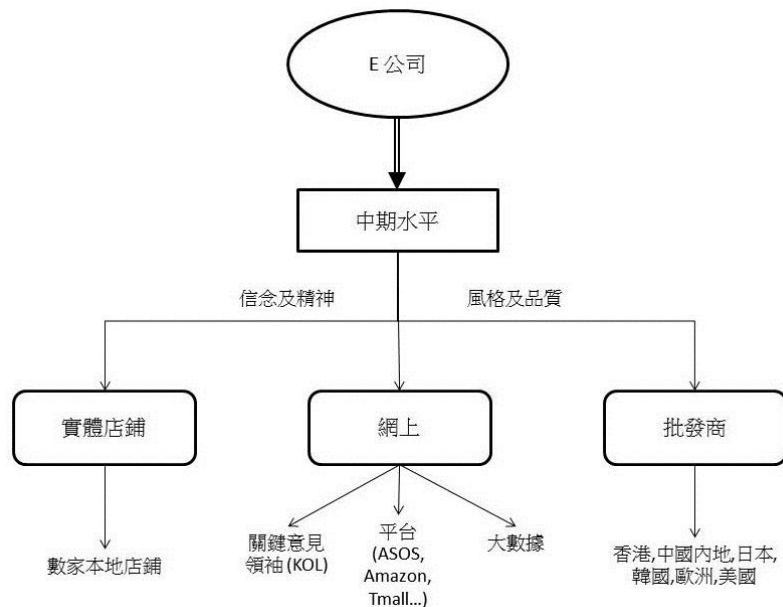 E 公司
中期水平
信念及精神
風格及品質
實體店鋪
網上
批發商
數家本地店鋪
關鍵意見
領袖 (KOL)
平台
(ASOS,
Amazon,
Tmall…)
大數據
香港,中國內地,日本,
韓國,歐洲,美國